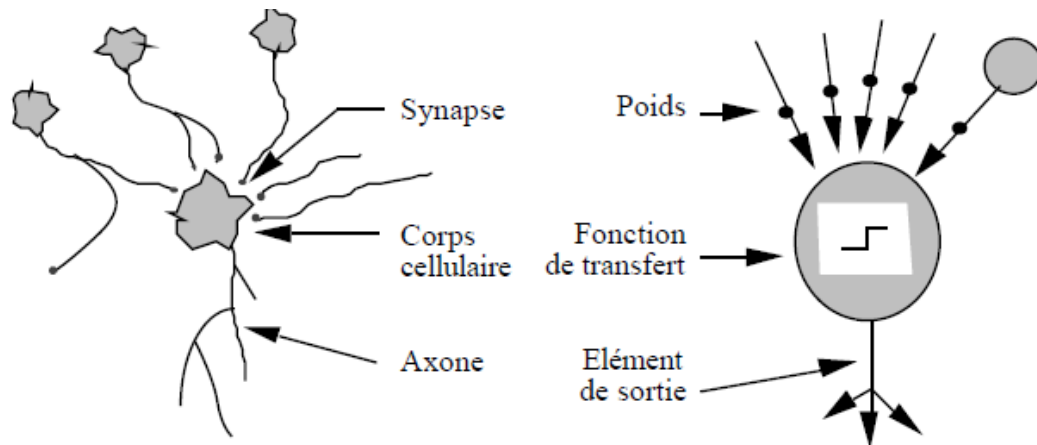 Synapse
Corps
cellulaire
Axone
Poids
Fonction
de transfert
Elément
de sortie